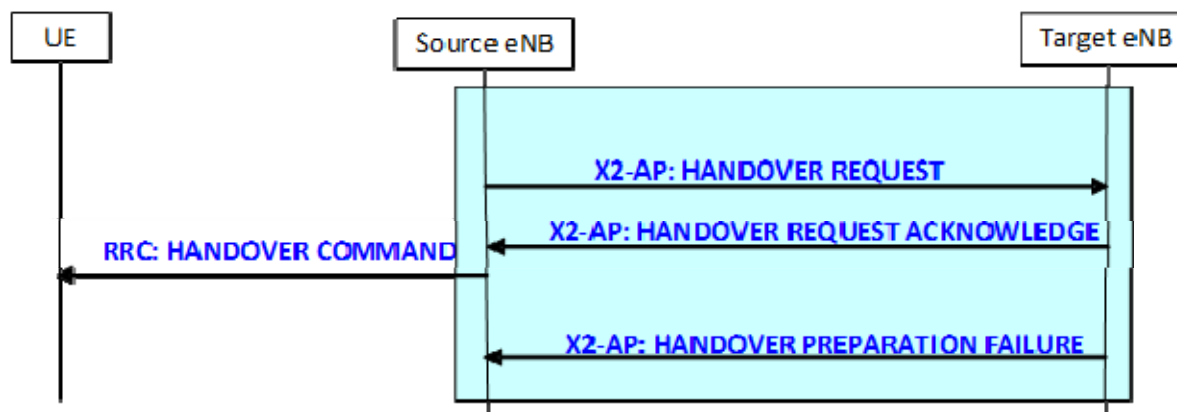 UE
Source eNB
Target eNB
X2-AP: HANDOVER REQUEST
X2-AP: HANDOVER REQUEST ACKNOWLEDGE
RRC: HANDOVER COMMAND
X2-AP: HANDOVER PREPARATION FAILURE